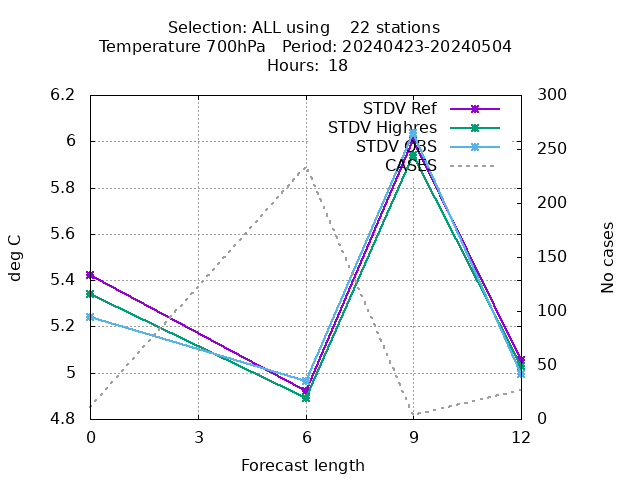 Selection: ALL using    22 stations
Temperature 700hPa   Period: 20240423-20240504
Hours: 18
6.2
6
5.8
5.6
5.4
5.2
5
4.8
deg C
300
250
200
150
100
50
0
No cases
STDV Ref
STDV Highres
STDV OBS
CASES
0 3 6 9 12
Forecast length